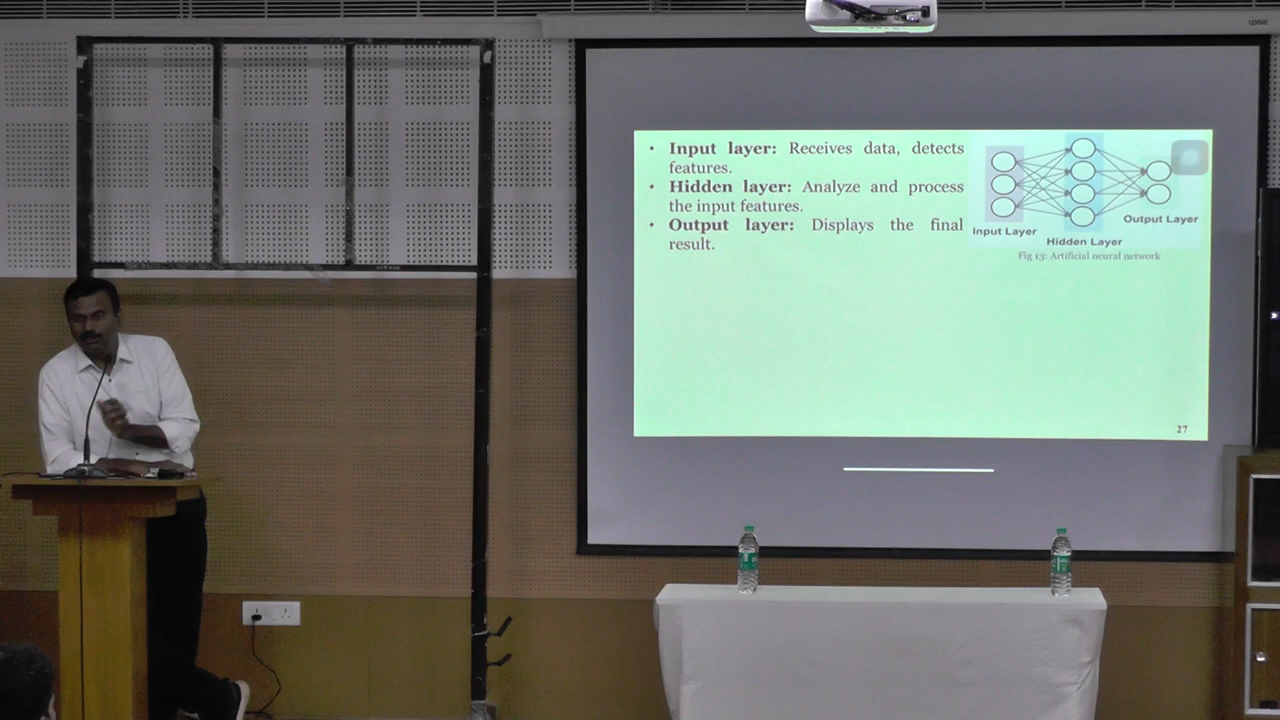 LOGIC
• Input layer: Receives data, detects
features.
• Hidden layer: Analyze and process
the input features.
• Output layer: Displays the final
result.
Input Layer
Hidden Layer
Output Layer
Fig 13: Artificial neural network
27